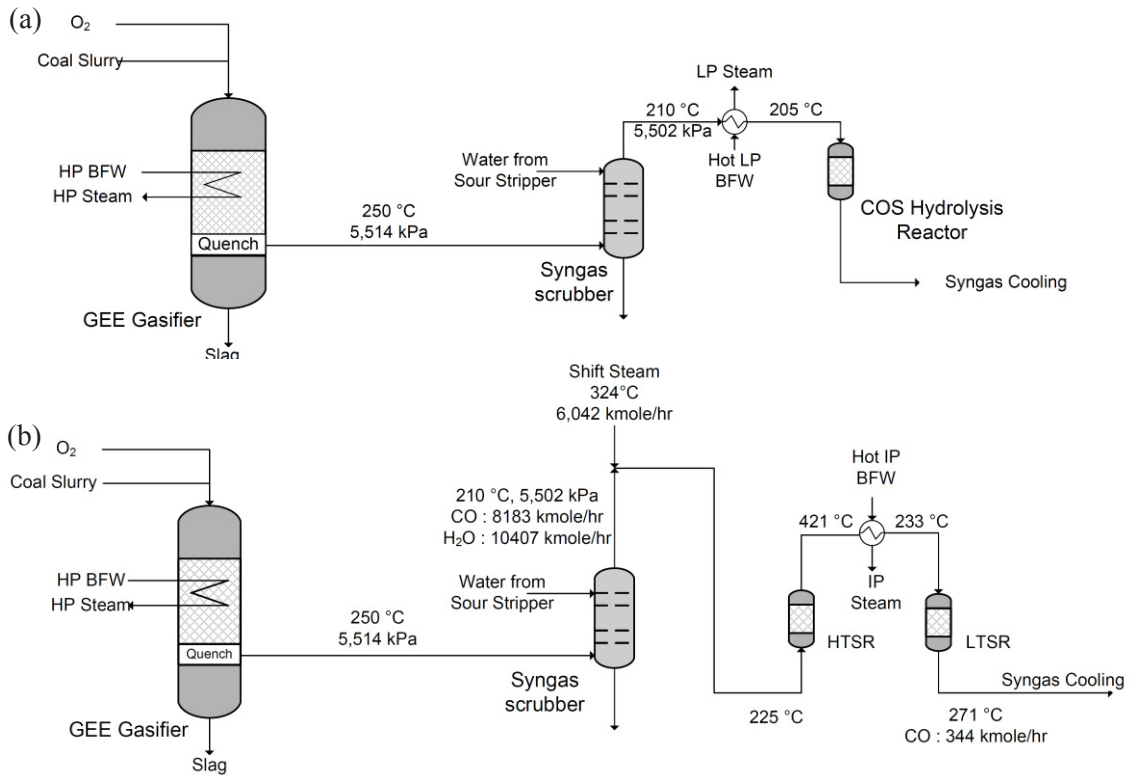 (a)
O₂
Coal Slurry
HP BFW
HP Steam
Quench
GEE Gasifier
Slag
250 °C
5,514 kPa
Water from
Sour Stripper
Syngas
scrubber
210 °C
5,502 kPa
LP Steam
Hot LP
BFW
205 °C
COS Hydrolysis
Reactor
Syngas Cooling
(b)
O₂
Coal Slurry
HP BFW
HP Steam
Quench
GEE Gasifier
Slag
250 °C
5,514 kPa
Shift Steam
324°C
6,042 kmole/hr
210 °C, 5,502 kPa
CO : 8183 kmole/hr
H₂O : 10407 kmole/hr
Water from
Sour Stripper
Syngas
scrubber
225 °C
HTSR
421 °C
Hot IP
BFW
IP
Steam
233 °C
LTSR
Syngas Cooling
271 °C
CO : 344 kmole/hr